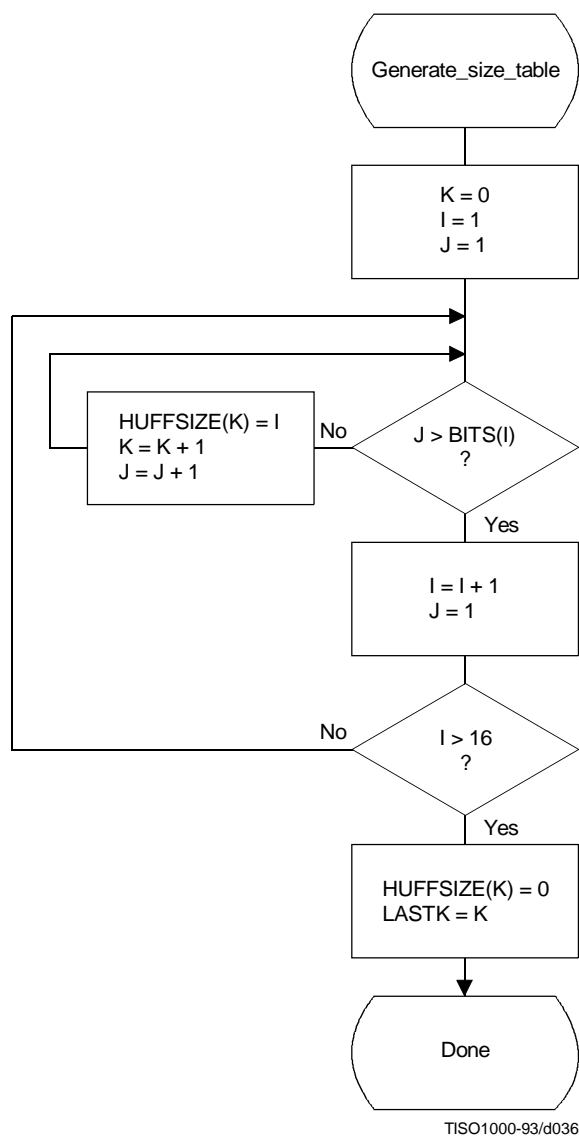 Generate_size_table
K = 0
I = 1
J = 1
HUFFSIZE(K) = I
K = K + 1
J = J + 1
No
J > BITS(I)
?
Yes
I = I + 1
J = 1
No
I > 16
?
Yes
HUFFSIZE(K) = 0
LASTK = K
Done
TISO1000-93/d036